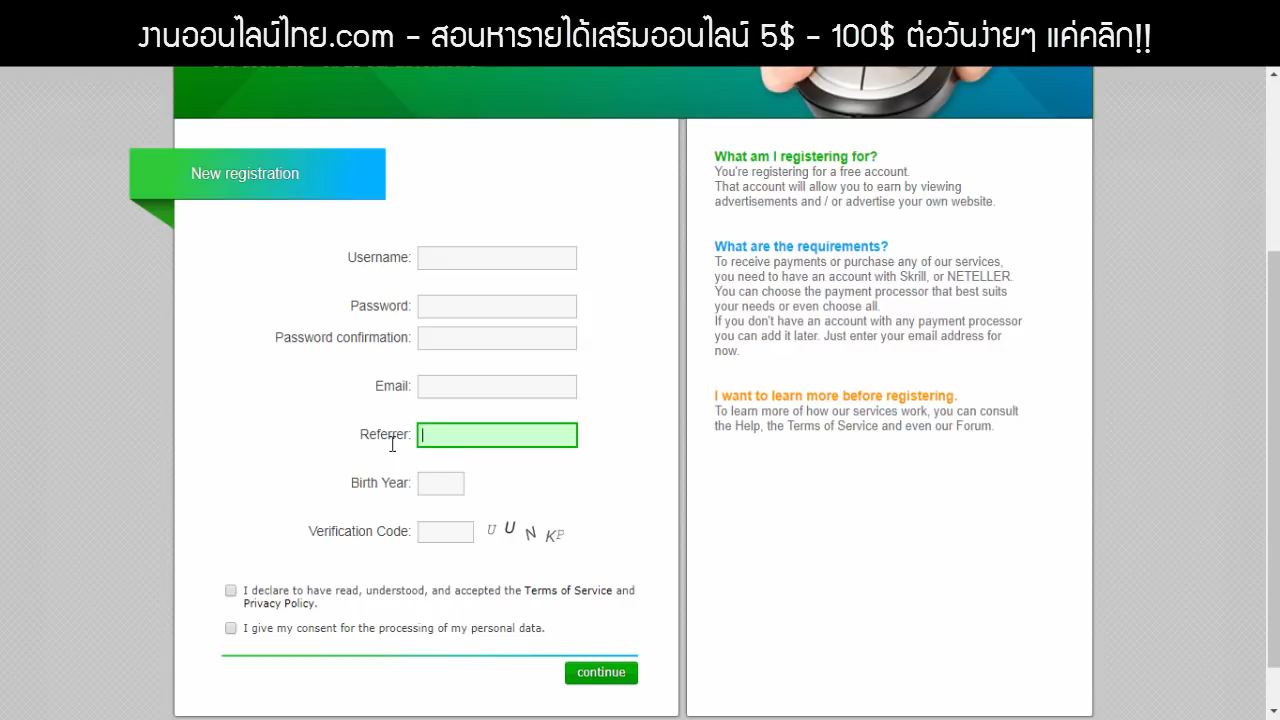 งานออนไลน์ไทย.com - สอนหารายได้เสริมออนไลน์ 5$ - 100$ ต่อวันง่ายๆ แค่คลิก!!
New registration
Username:
Password:
Password confirmation:
Email:
Referrer:
Birth Year:
Verification Code: U U N K P
I declare to have read, understood, and accepted the Terms of Service and
Privacy Policy.
I give my consent for the processing of my personal data.
continue
What am I registering for?
You're registering for a free account.
That account will allow you to earn by viewing
advertisements and / or advertise your own website.
What are the requirements?
To receive payments or purchase any of our services,
you need to have an account with Skrill, or NETELLER.
You can choose the payment processor that best suits
your needs or even choose all.
If you don't have an account with any payment processor
you can add it later. Just enter your email address for
now.
I want to learn more before registering.
To learn more of how our services work, you can consult
the Help, the Terms of Service and even our Forum.